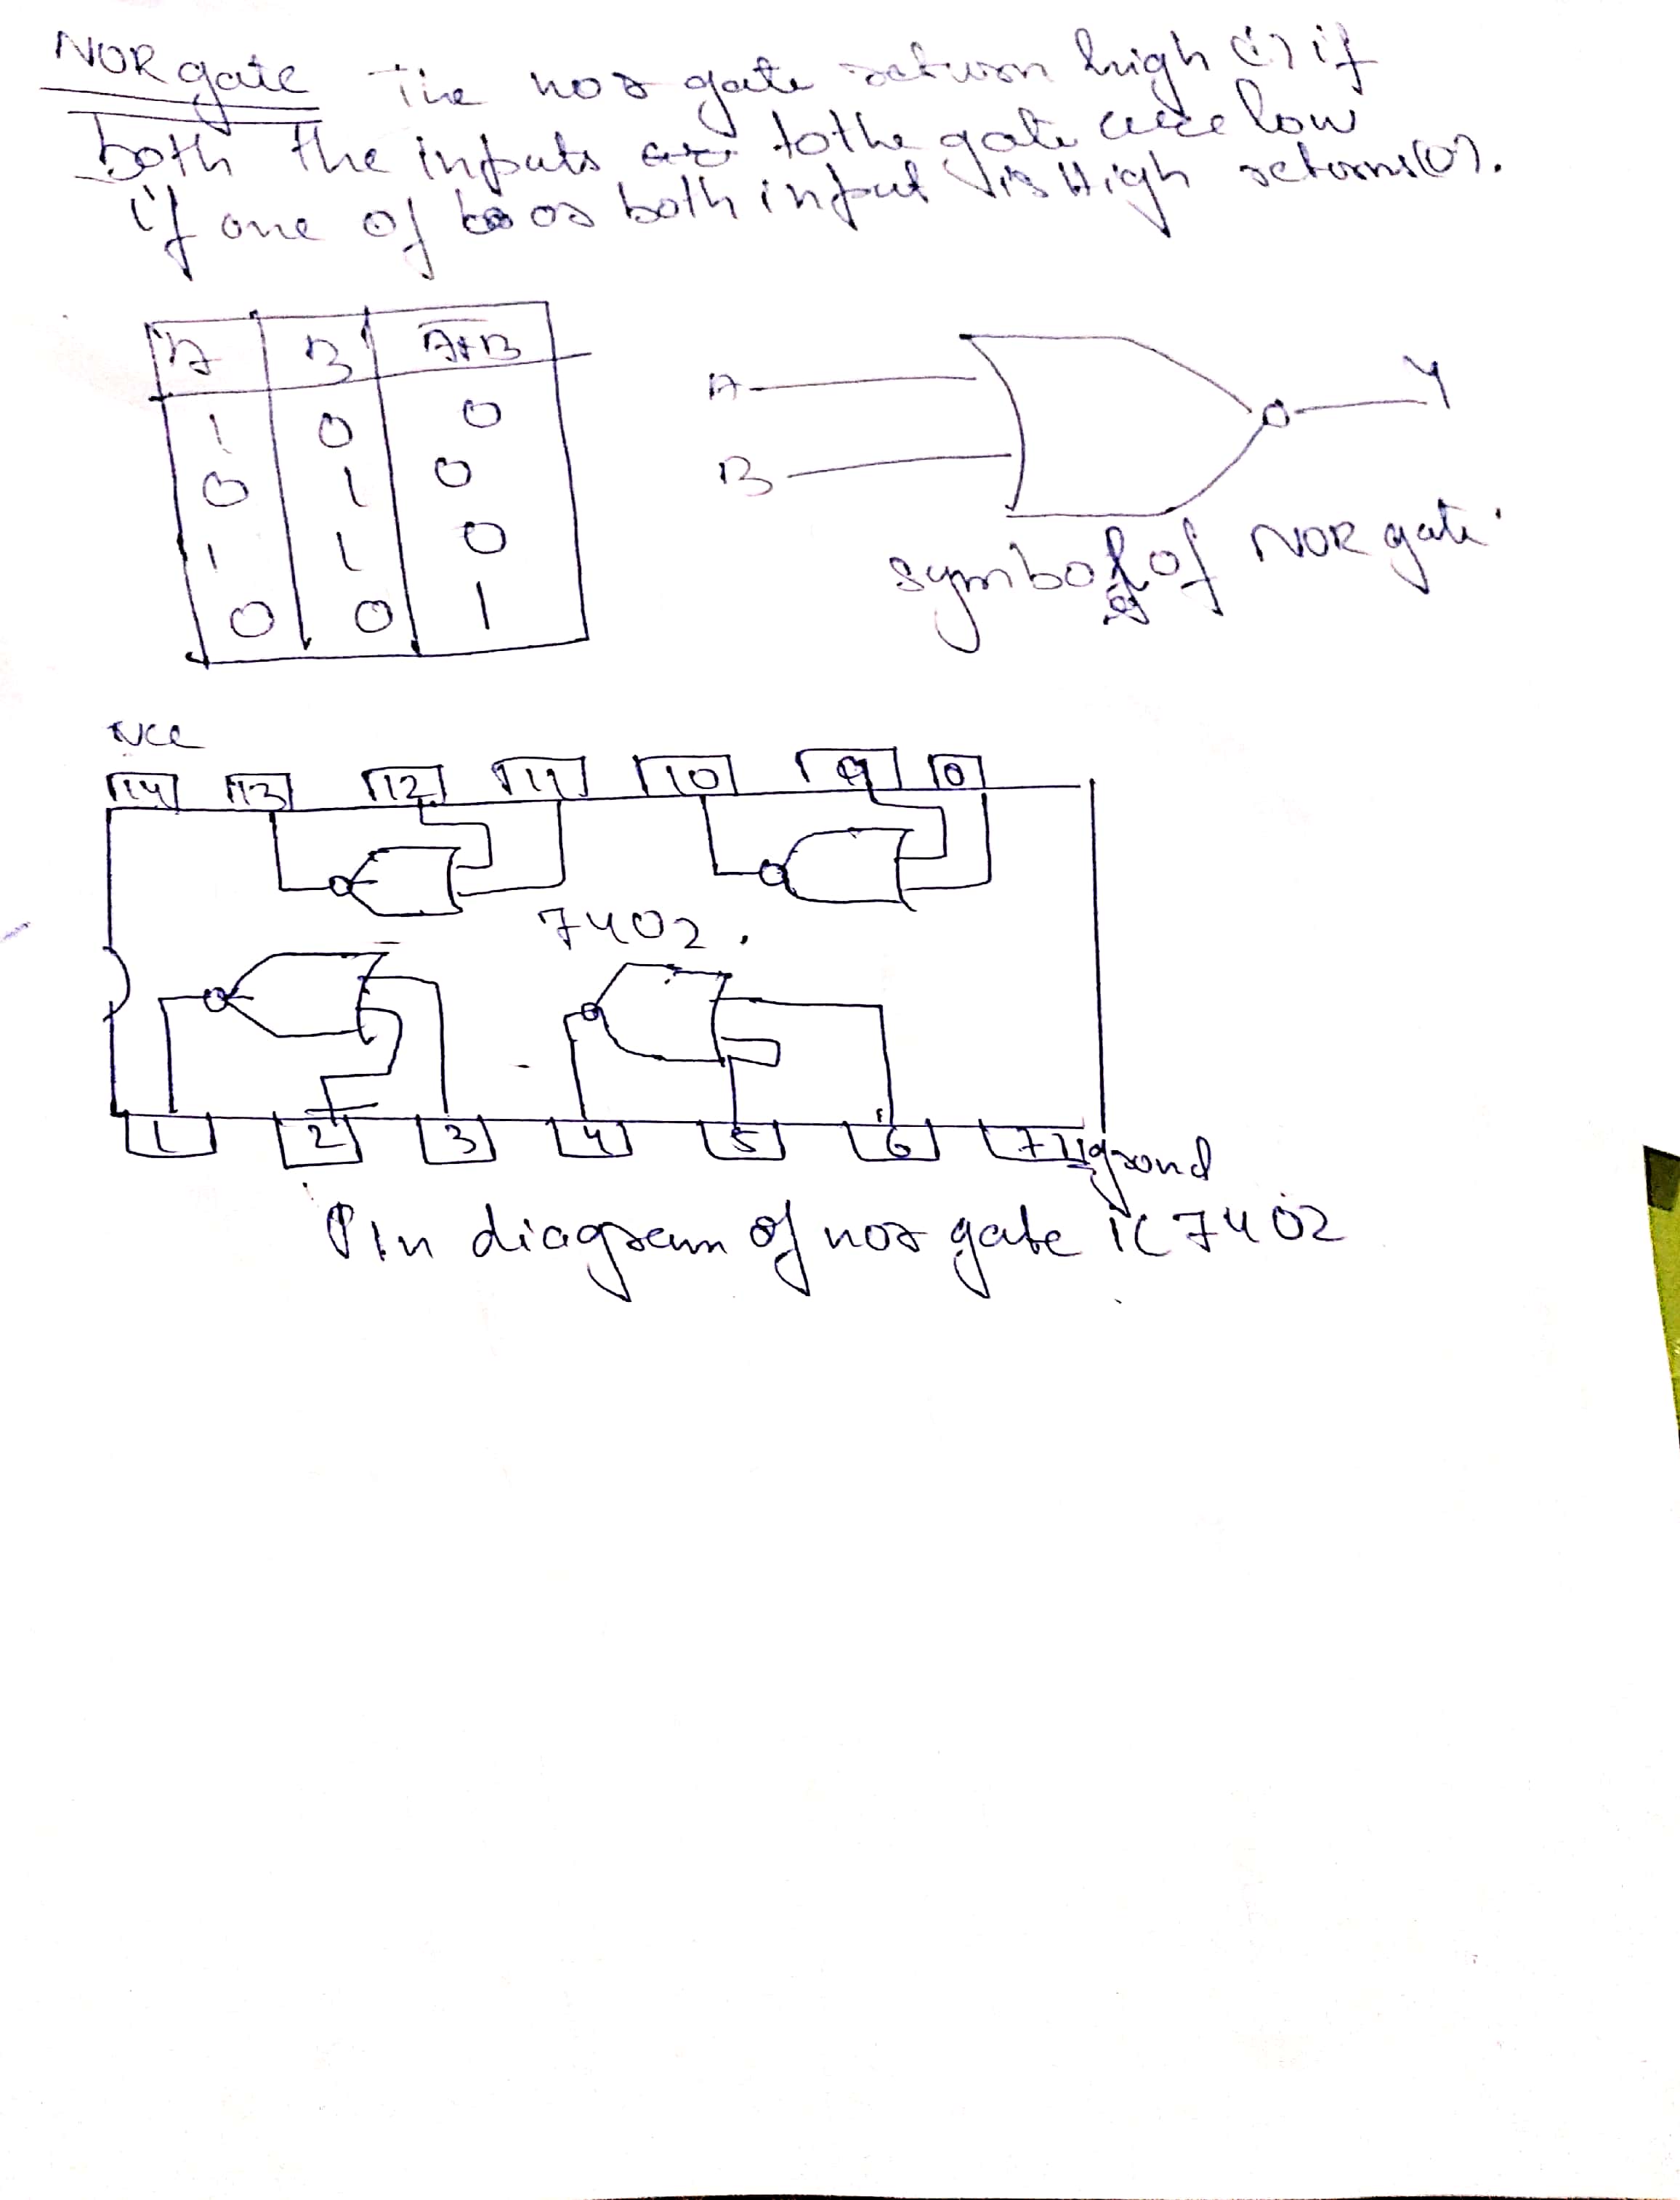 NOR gate The nor gate return high (1) if
both the inputs to the gate are low
if one of or both input is High returns (0).
A B A+B
1 0 0
0 1 0
1 1 0
0 0 1
A
B
Y
symbol of NOR gate
Vcc
14 13 12 11 10 9 8
7402.
1 2 3 4 5 6 7 grond
Pin diagram of nor gate ic 7402